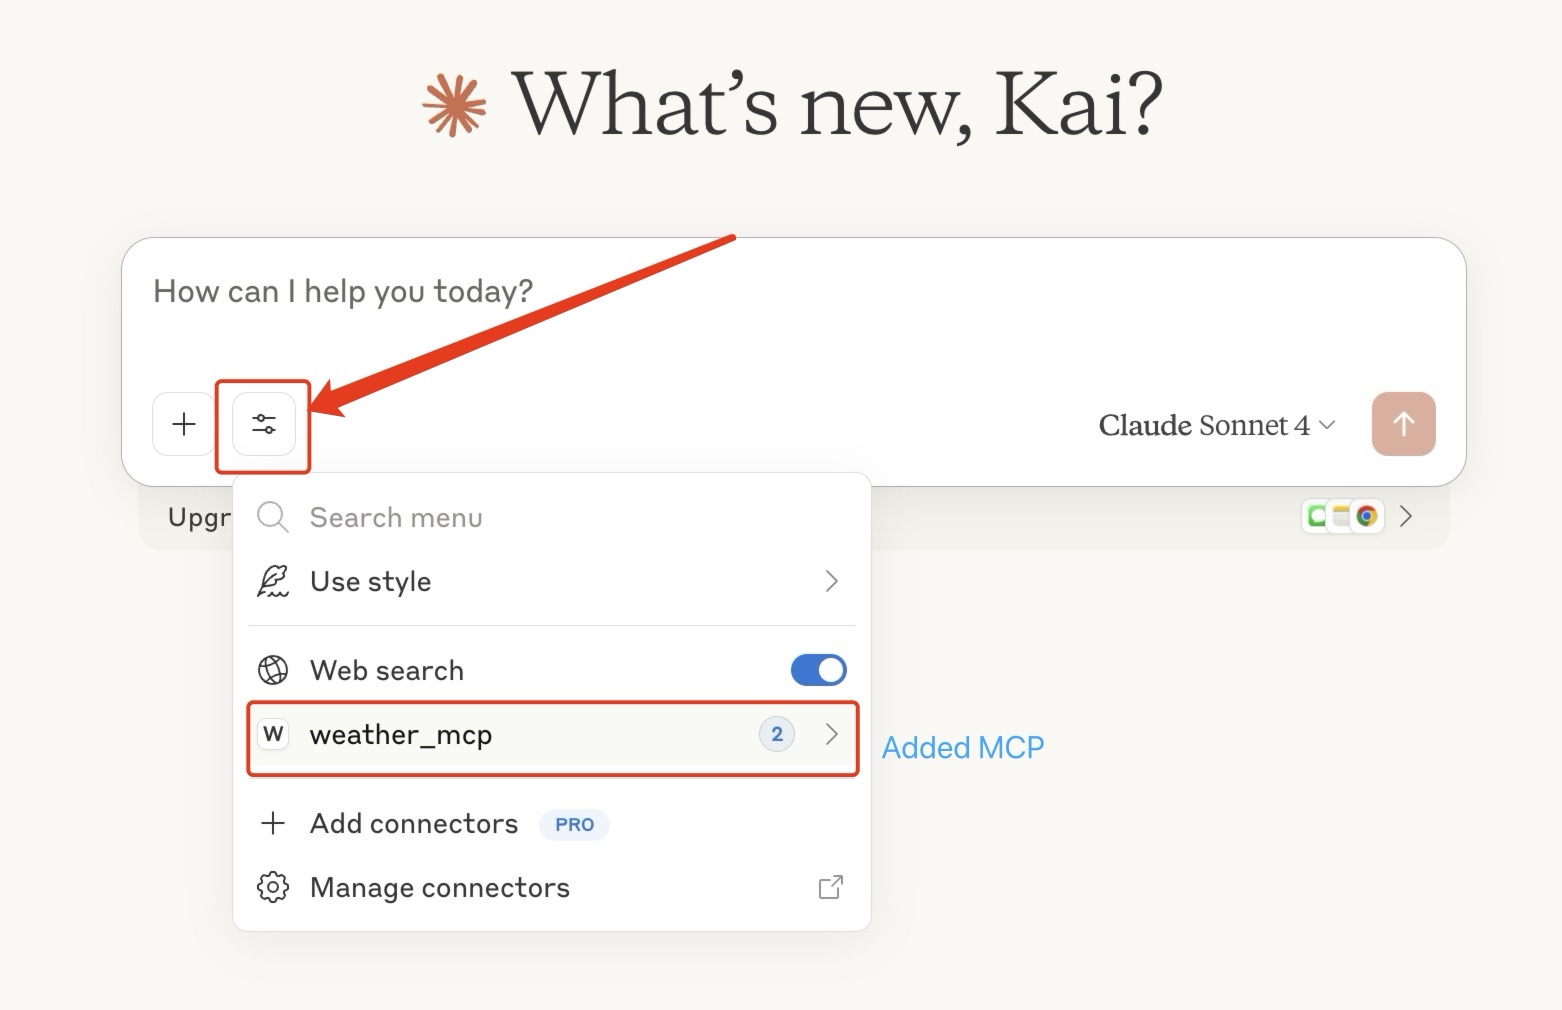 What’s new, Kai?
How can I help you today?
Claude Sonnet 4
Upgr
Search menu
Use style
Web search
W weather_mcp 2
Added MCP
Add connectors PRO
Manage connectors